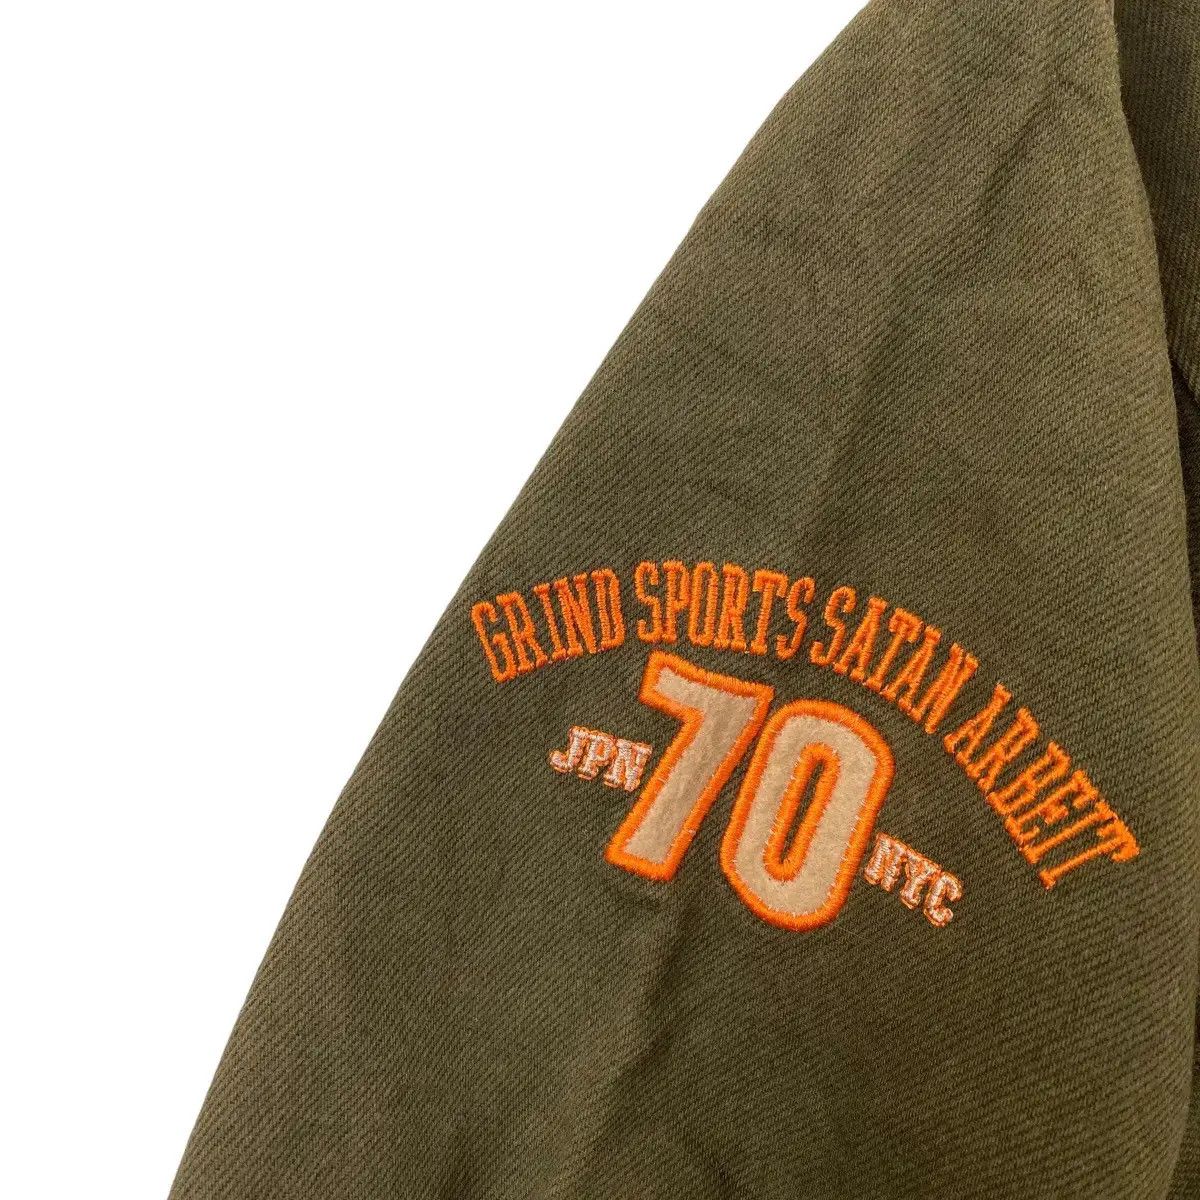 GRIND SPORTS SATAN ARBEIT
JPN 70 NYC